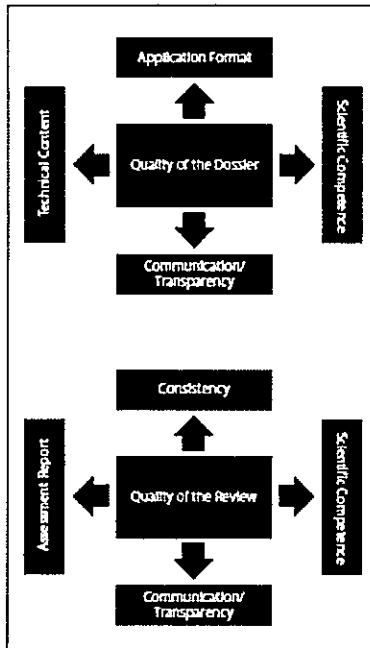 Application Format
Technical Content
Quality of the Dossier
Scientific Competence
Communication/
Transparency
Consistency
Assessment Report
Quality of the Review
Scientific Competence
Communication/
Transparency